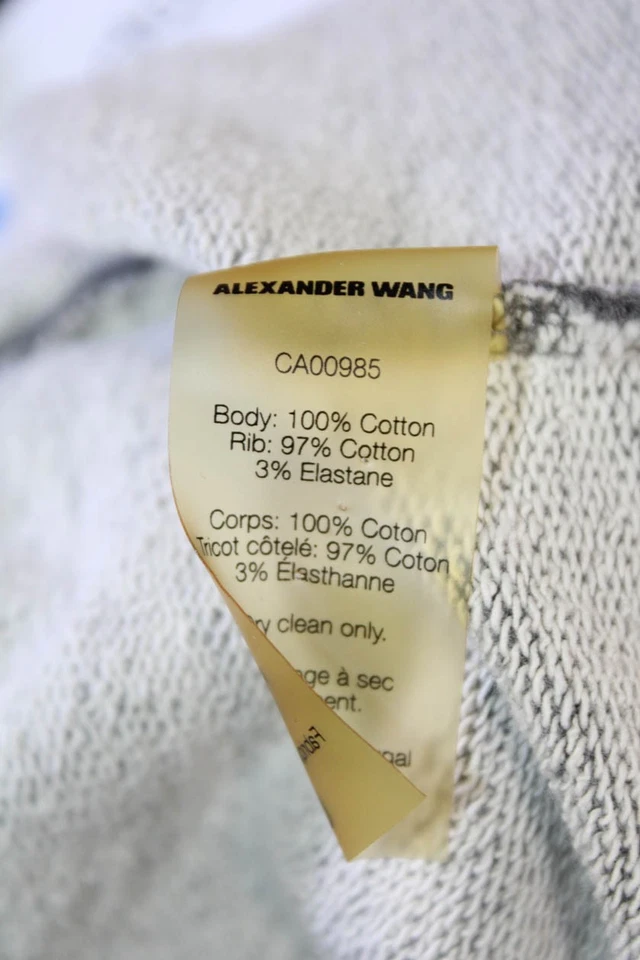 ALEXANDER WANG
CA00985
Body: 100% Cotton
Rib: 97% Cotton
3% Elastane
Corps: 100% Coton
Tricot côtelé: 97% Coton
3% Élasthanne
clean only.
à sec